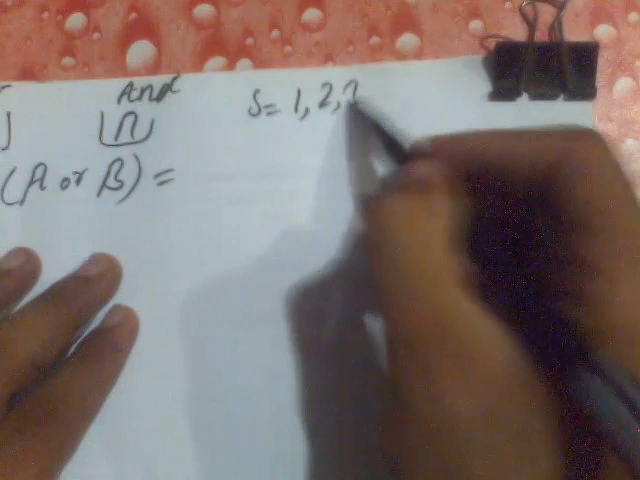 And S= 1, 2,
∩
(A or B) =